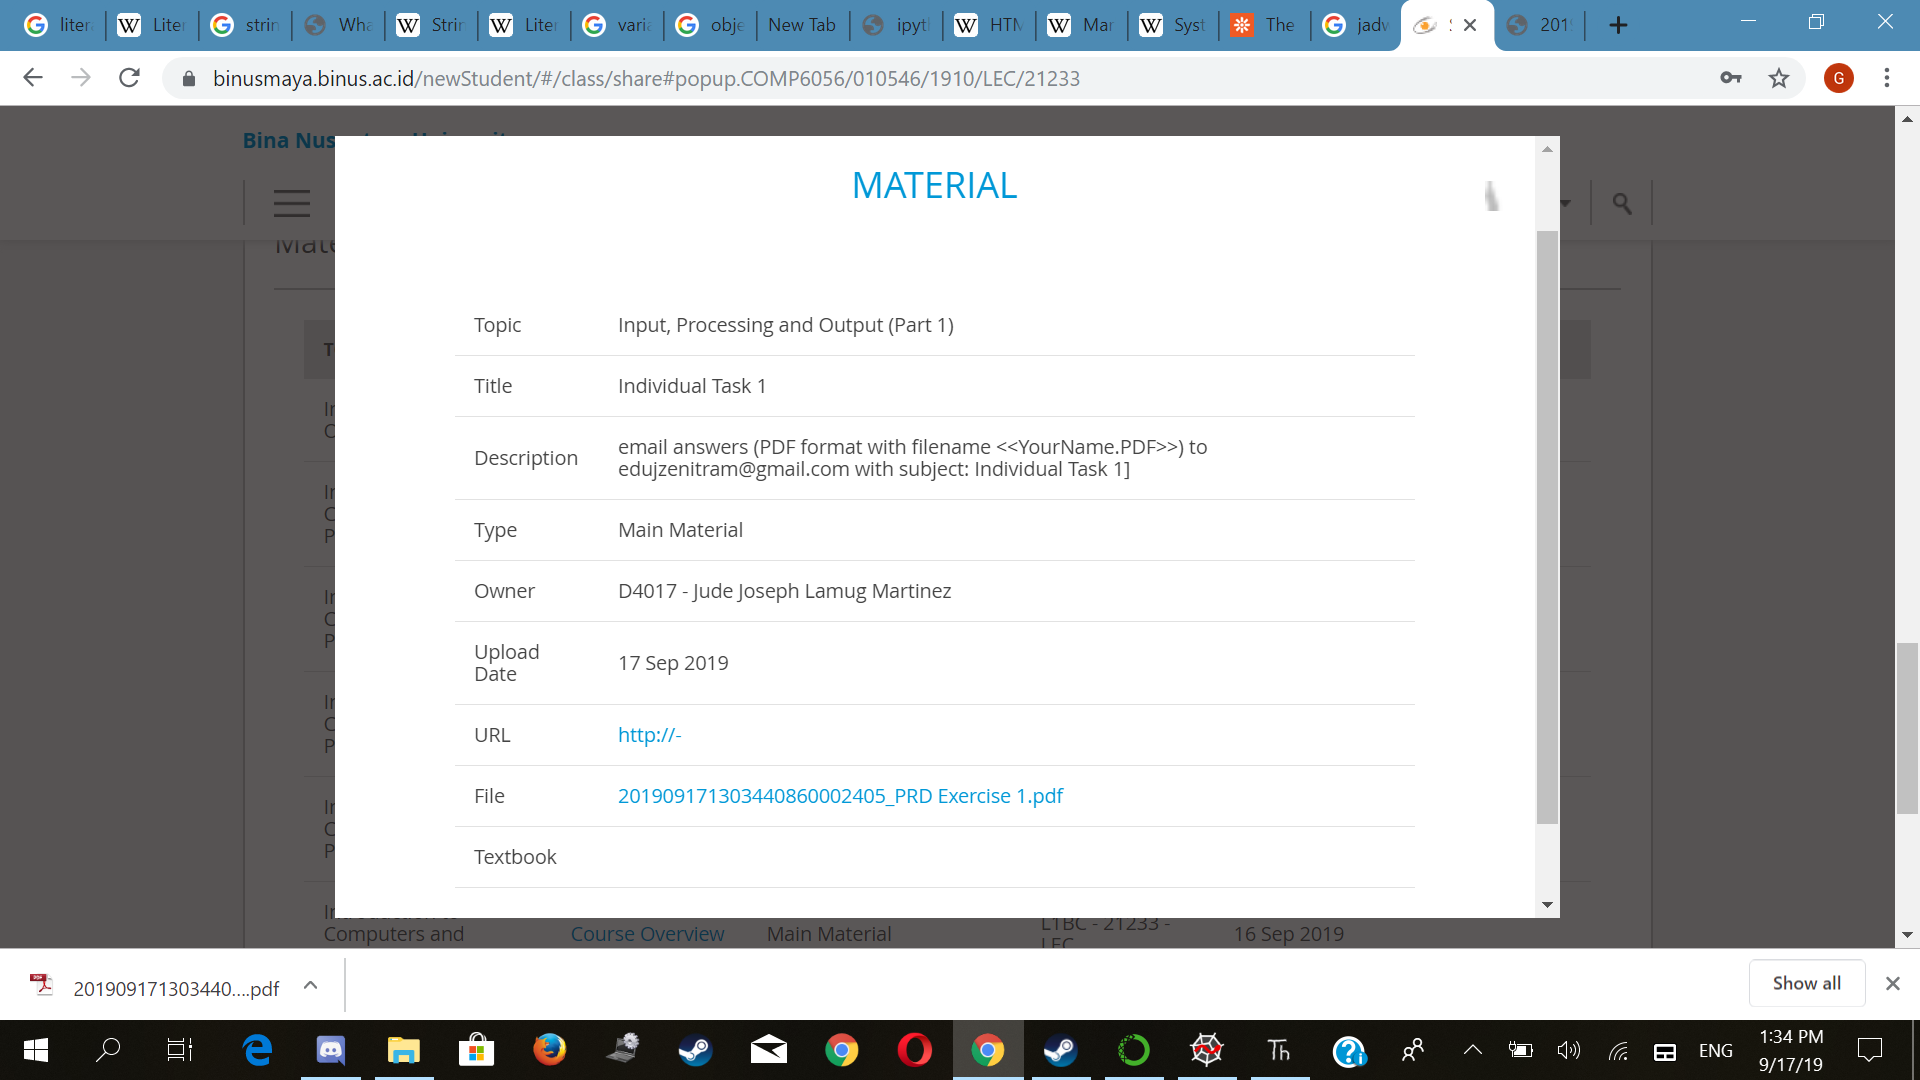 liter
Liter
strin
Wha
Strin
Liter
varia
obje
New Tab
ipyt
HTM
Mar
Syst
The
jadw
201
binusmaya.binus.ac.id/newStudent/#/class/share#popup.COMP6056/010546/1910/LEC/21233
G
Bina Nus
MATERIAL
Mate
Topic Input, Processing and Output (Part 1)
Title Individual Task 1
Description email answers (PDF format with filename <<YourName.PDF>>) to
edujzenitram@gmail.com with subject: Individual Task 1]
Type Main Material
Owner D4017 - Jude Joseph Lamug Martinez
Upload
Date 17 Sep 2019
URL http://-
File 201909171303440860002405_PRD Exercise 1.pdf
Textbook
Computers and Course Overview Main Material L1BC - 21233 -
LEC 16 Sep 2019
201909171303440....pdf
Show all
ENG
1:34 PM
9/17/19